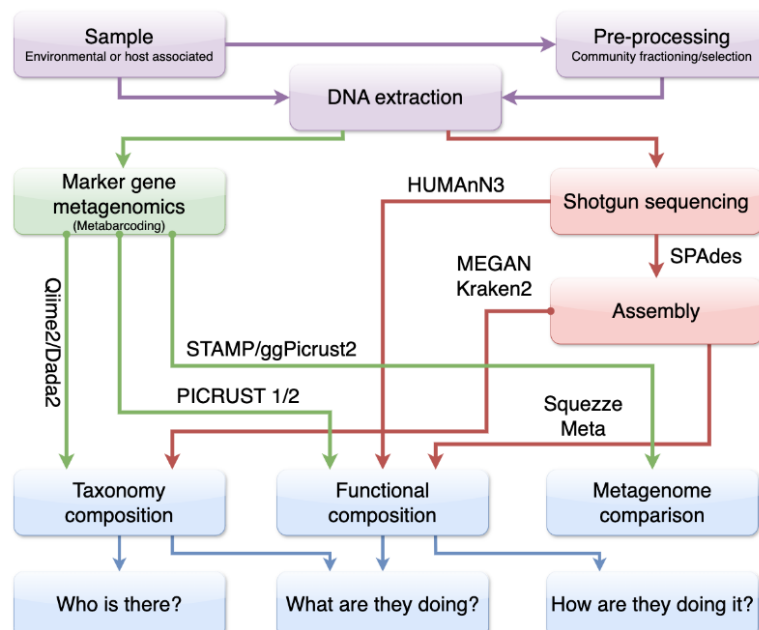 Sample
Environmental or host associated
Pre-processing
Community fractioning/selection
DNA extraction
Marker gene
metagenomics
(Metabarcoding)
HUMAnN3
Shotgun sequencing
SPAdes
MEGAN
Kraken2
Assembly
Qiime2/Dada2
STAMP/ggPicrust2
PICRUST 1/2
Squezze
Meta
Taxonomy
composition
Functional
composition
Metagenome
comparison
Who is there?
What are they doing?
How are they doing it?